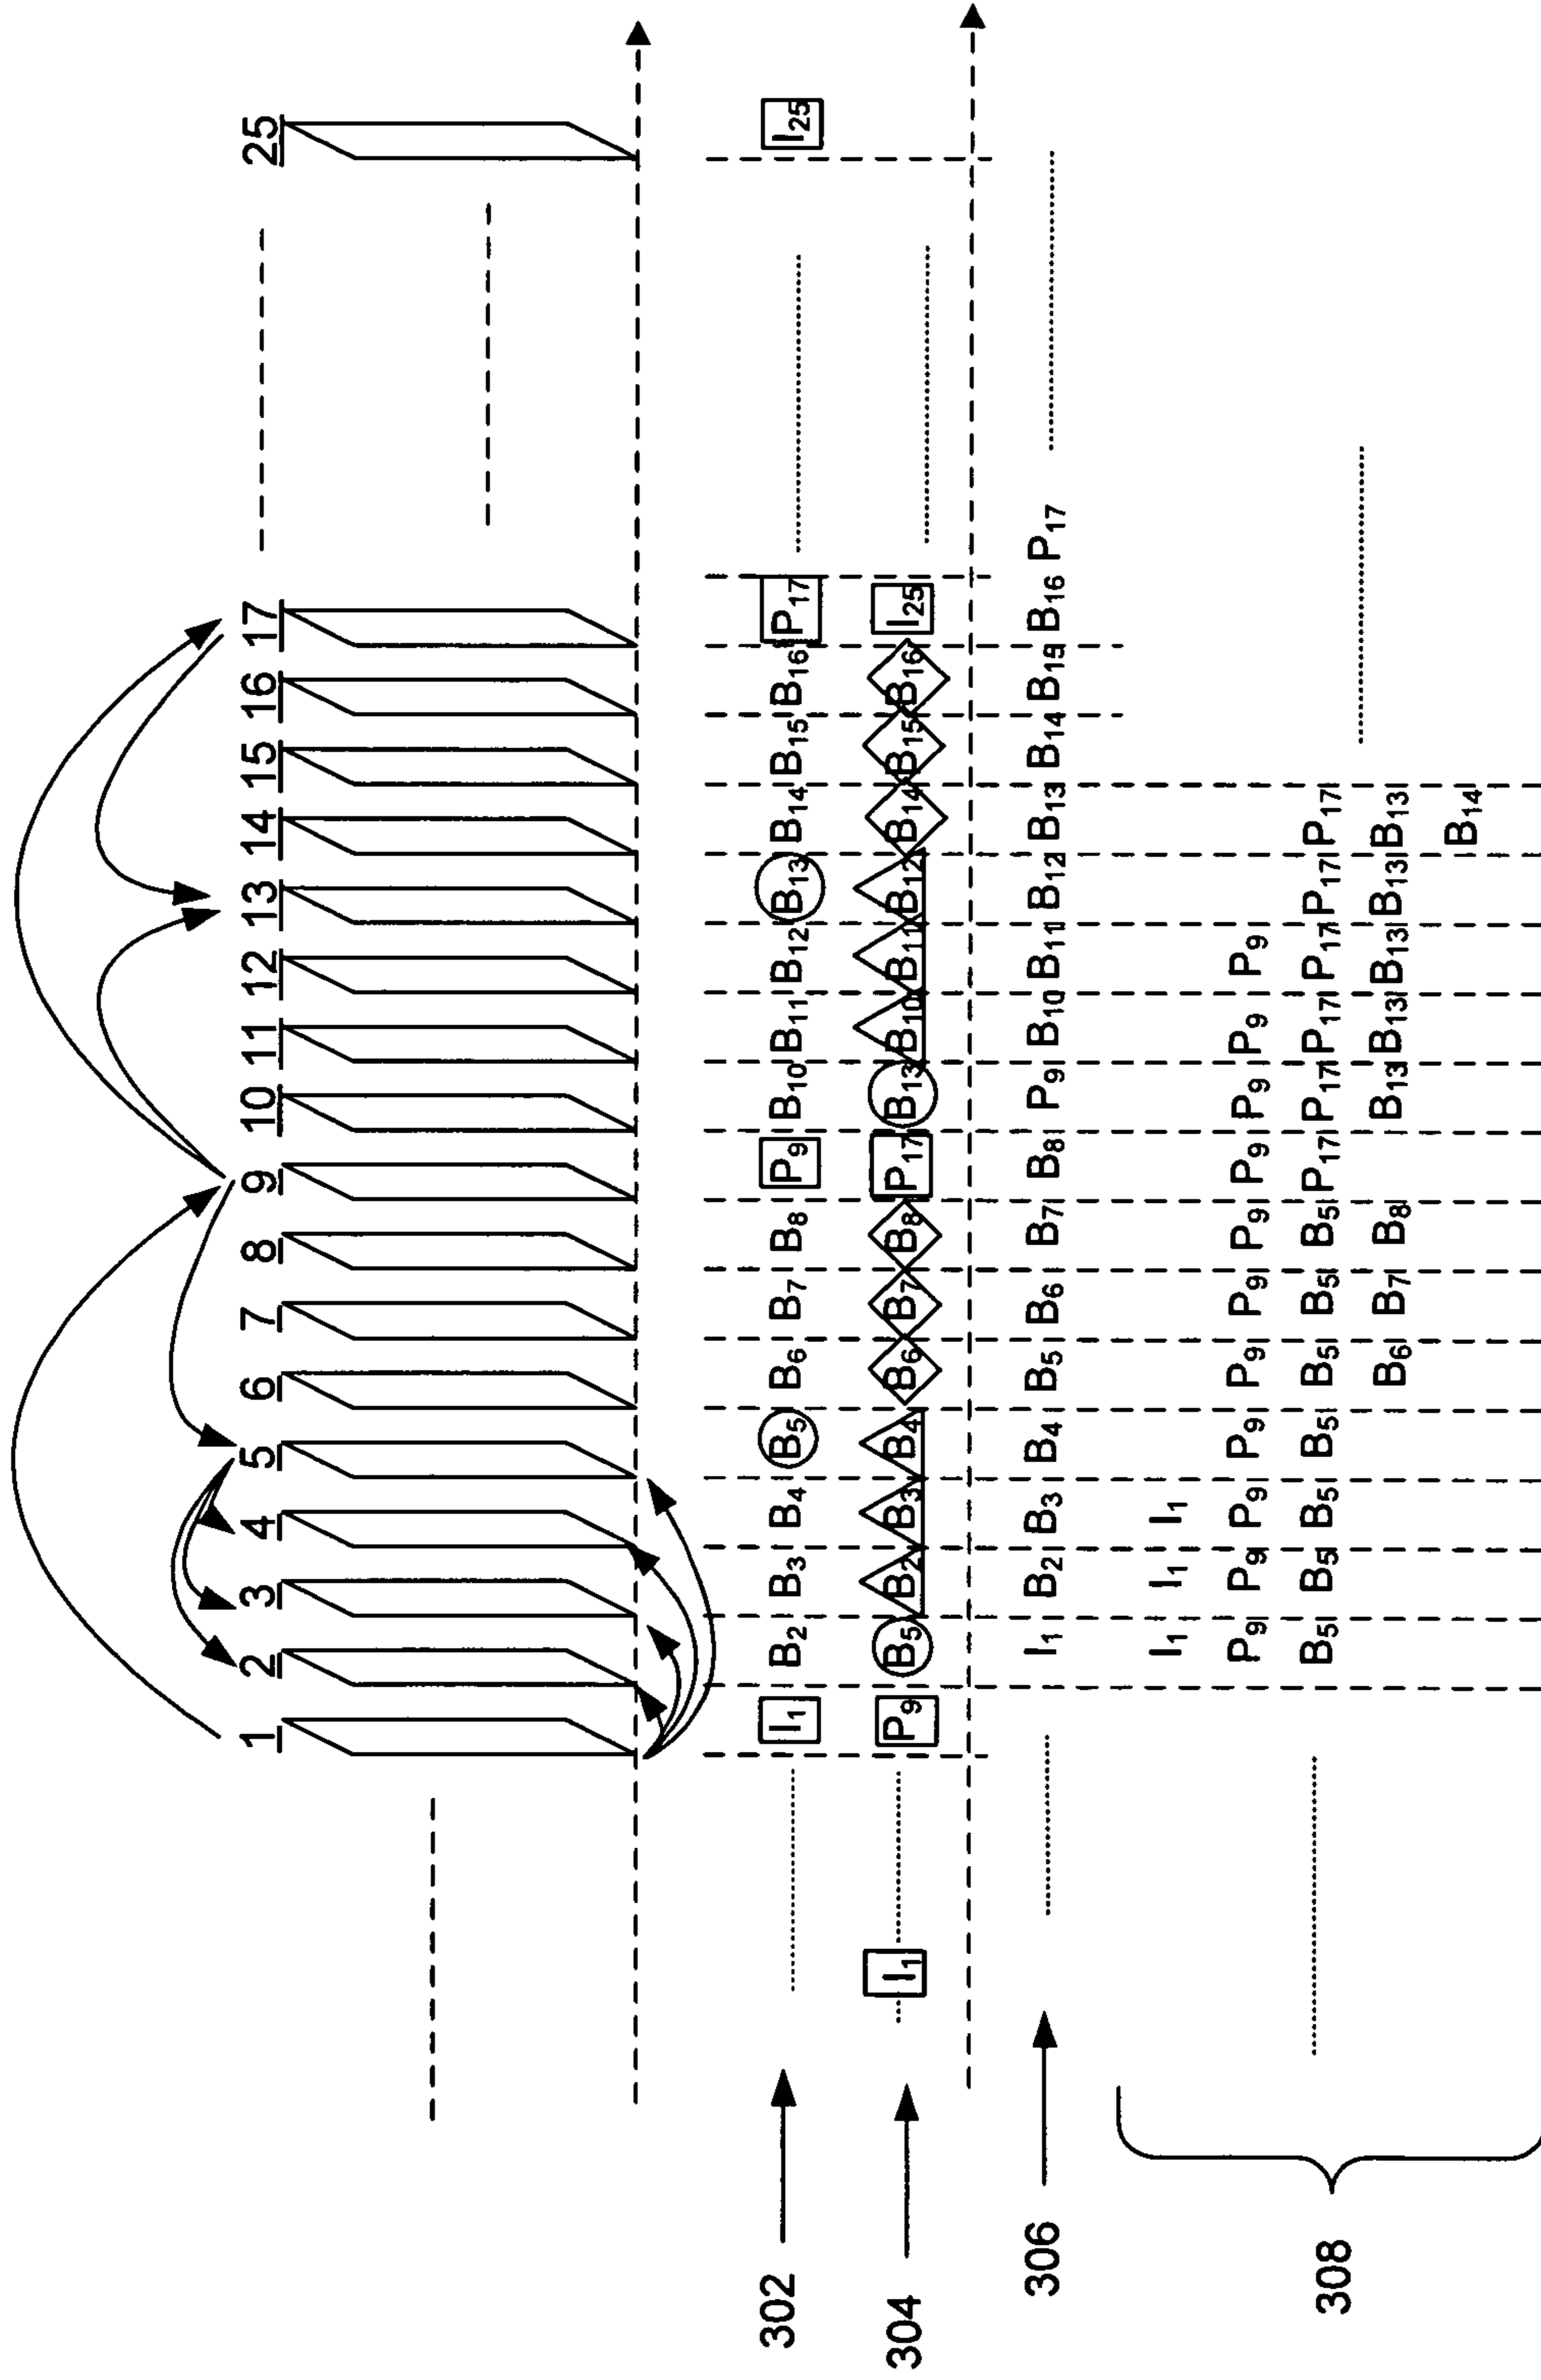 1 2 3 4 5 6 7 8 9 10 11 12 13 14 15 16 17 25
302 I₁ B₂ B₃ B₄ B₅ B₆ B₇ B₈ P₉ B₁₀ B₁₁ B₁₂ B₁₃ B₁₄ B₁₅ B₁₆ P₁₇ I₂₅
304 I₁ P₉ B₅ B₂ B₃ B₄ B₆ B₇ B₈ P₁₇ B₁₃ B₁₀ B₁₁ B₁₂ B₁₄ B₁₅ B₁₆ I₂₅
306 I₁ B₂ B₃ B₄ B₅ B₆ B₇ B₈ P₉ B₁₀ B₁₁ B₁₂ B₁₃ B₁₄ B₁₅ B₁₆ P₁₇
308
I₁ I₁ I₁
P₉ P₉ P₉ P₉ P₉ P₉ P₉ P₉ P₉ P₉ P₉
B₅ B₅ B₅ B₅ B₅ B₅ B₅ P₁₇ P₁₇ P₁₇ P₁₇ P₁₇ P₁₇
B₆ B₇ B₈ B₁₃ B₁₃ B₁₃ B₁₃ B₁₃
B₁₄